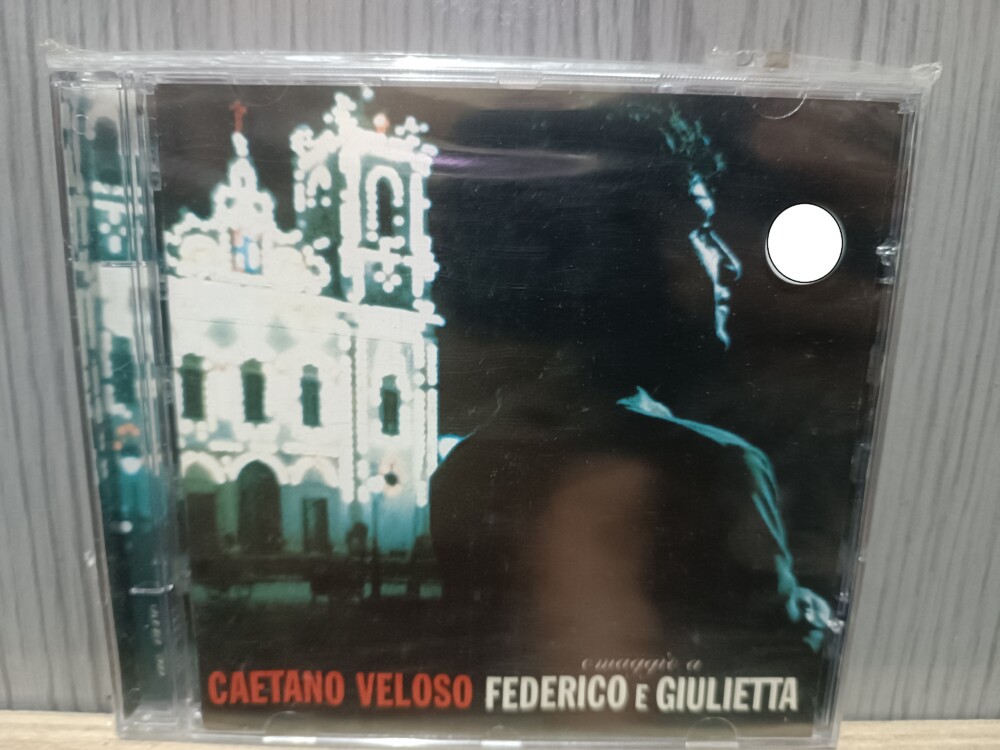 omaggio a
CAETANO VELOSO FEDERICO E GIULIETTA